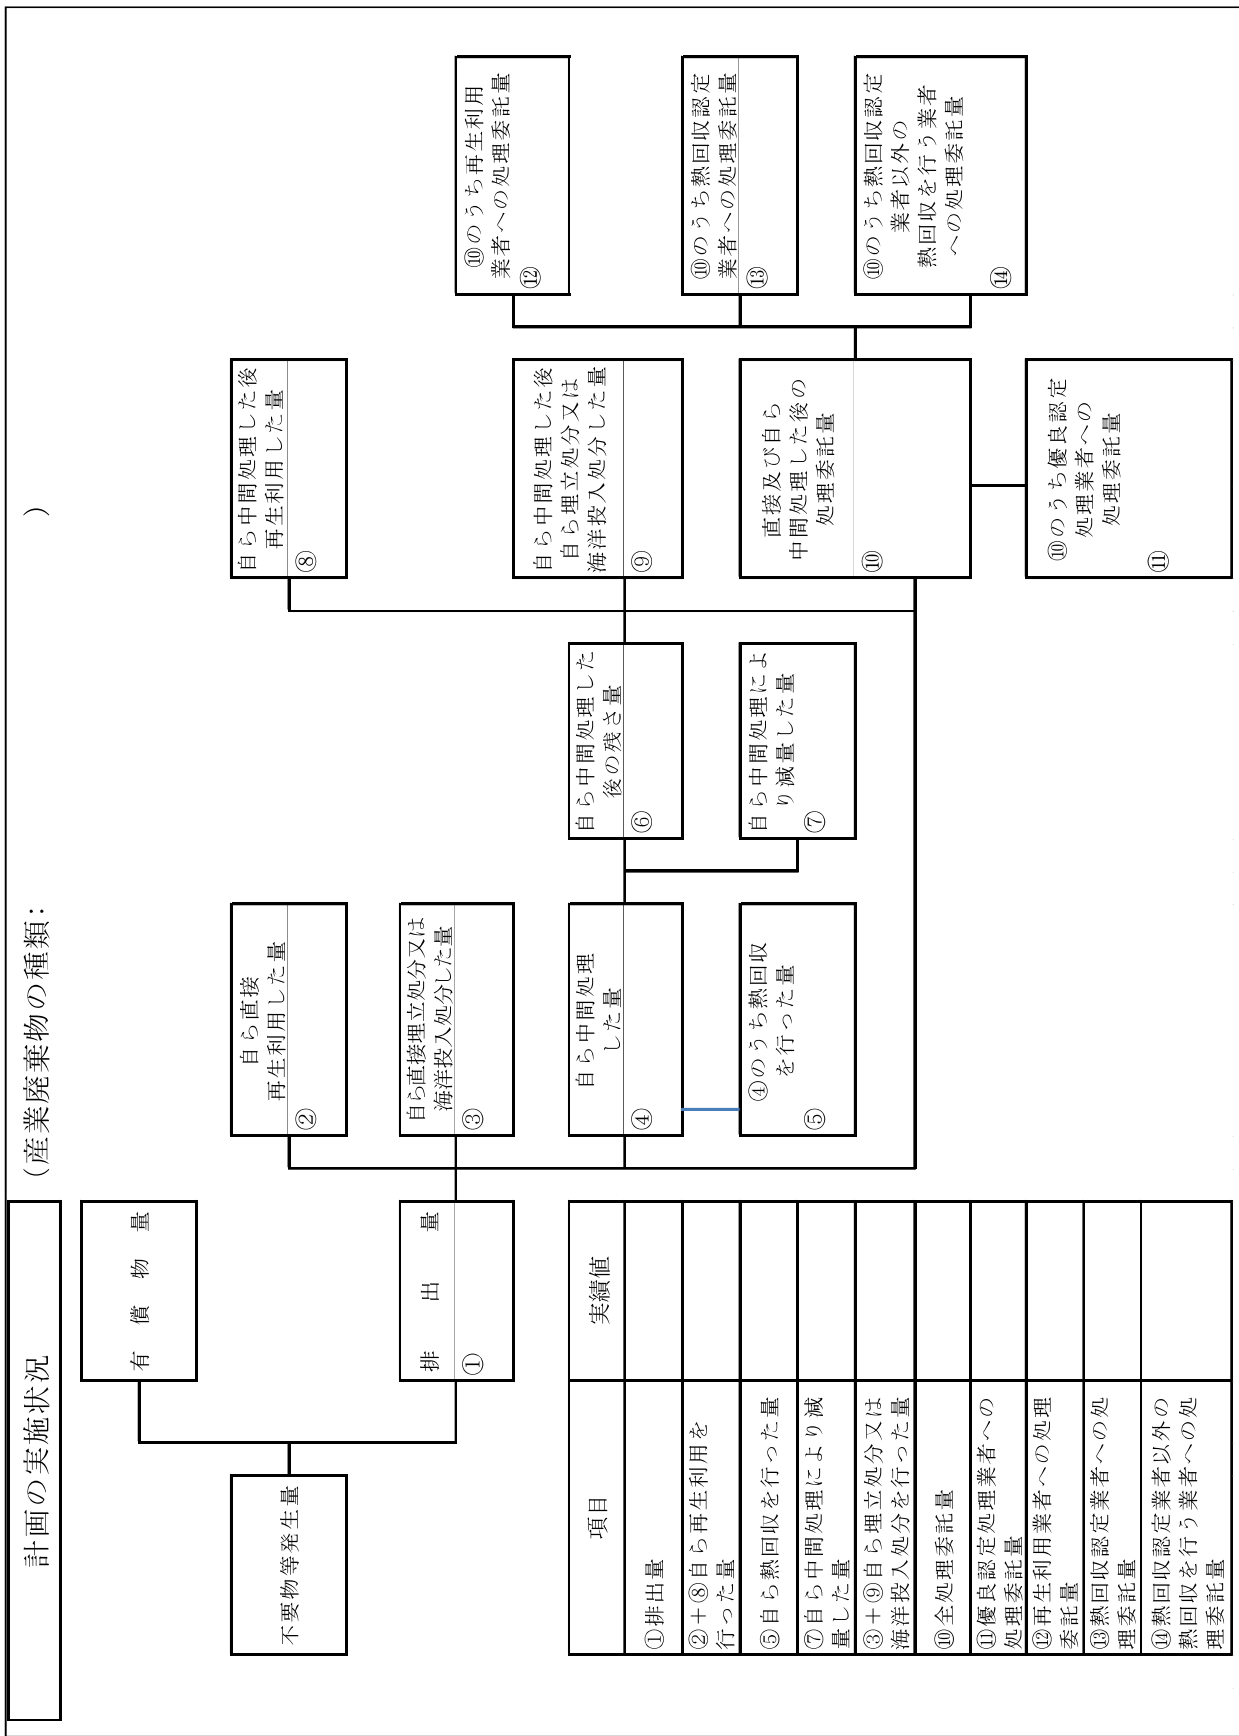 計画の実施状況
（産業廃棄物の種類：　　　　　　　　　　）
不要物等発生量
有償物量
排出量
①
自ら直接
再生利用した量
②
自ら直接埋立処分又は
海洋投入処分した量
③
自ら中間処理
した量
④
④のうち熱回収
を行った量
⑤
自ら中間処理した
後の残さ量
⑥
自ら中間処理によ
り減量した量
⑦
自ら中間処理した後
再生利用した量
⑧
自ら中間処理した後
自ら埋立処分又は
海洋投入処分した量
⑨
直接及び自ら
中間処理した後の
処理委託量
⑩
⑩のうち優良認定
処理業者への
処理委託量
⑪
⑩のうち再生利用
業者への処理委託量
⑫
⑩のうち熱回収認定
業者への処理委託量
⑬
⑩のうち熱回収認定
業者以外の
熱回収を行う業者
への処理委託量
⑭
項目
実績値
①排出量
②＋⑧自ら再生利用を
行った量
⑤自ら熱回収を行った量
⑦自ら中間処理により減
量した量
③＋⑨自ら埋立処分又は
海洋投入処分を行った量
⑩全処理委託量
⑪優良認定処理業者への
処理委託量
⑫再生利用業者への処理
委託量
⑬熱回収認定業者への処
理委託量
⑭熱回収認定業者以外の
熱回収を行う業者への処
理委託量